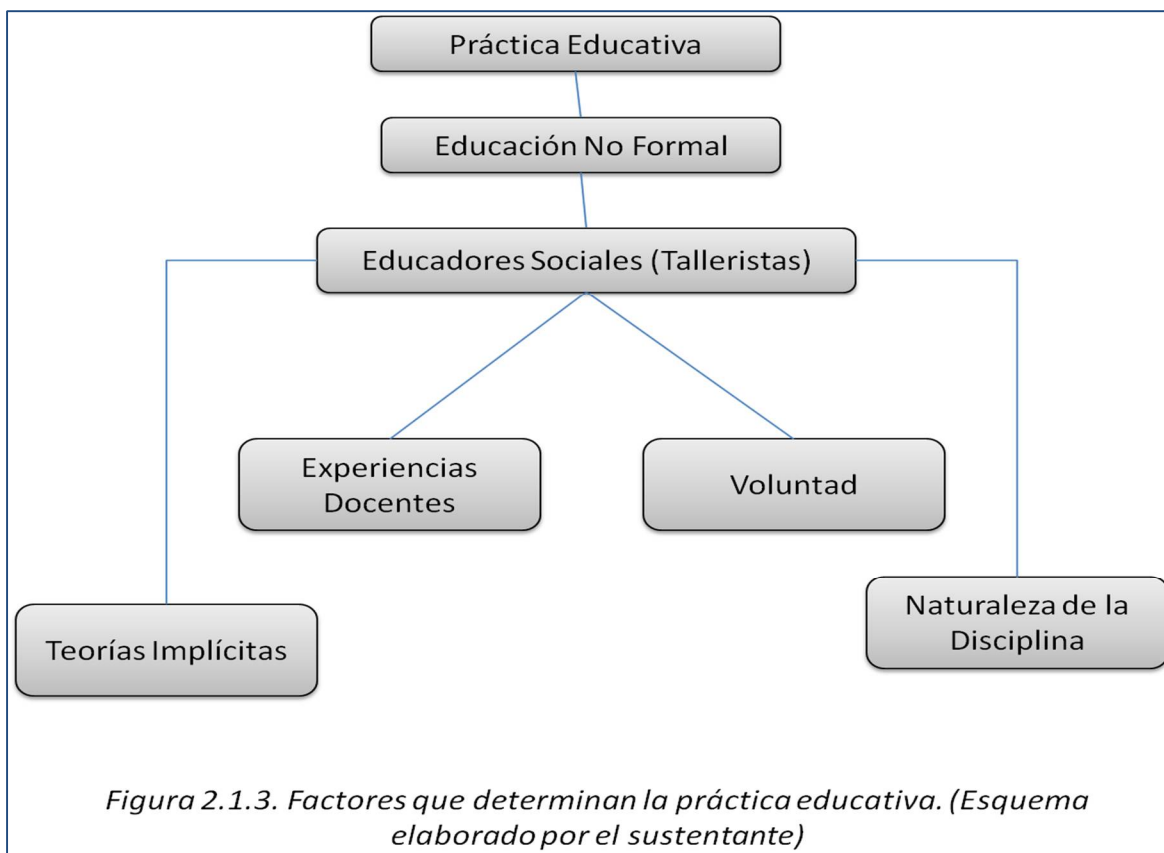 Práctica Educativa
Educación No Formal
Educadores Sociales (Talleristas)
Experiencias
Docentes
Voluntad
Teorías Implícitas
Naturaleza de la
Disciplina
Figura 2.1.3. Factores que determinan la práctica educativa. (Esquema
elaborado por el sustentante)